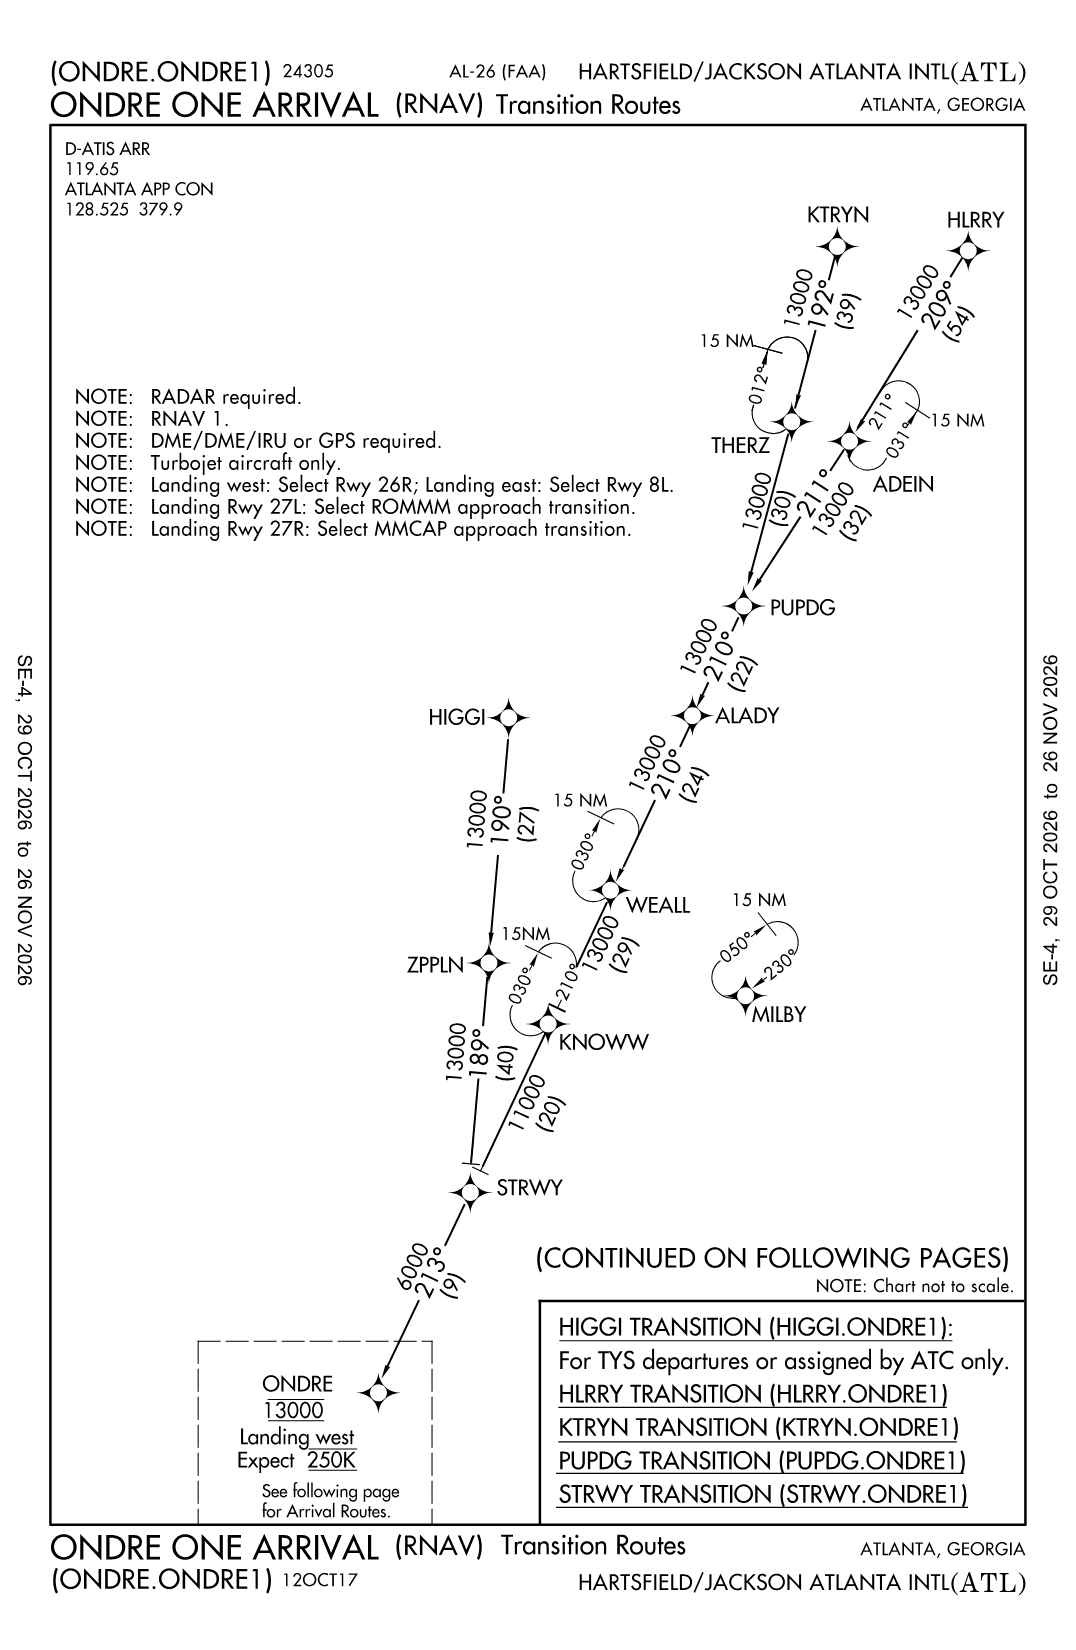 (ONDRE.ONDRE1) 24305 AL-26 (FAA) HARTSFIELD/JACKSON ATLANTA INTL(ATL)
ONDRE ONE ARRIVAL (RNAV) Transition Routes ATLANTA, GEORGIA
D-ATIS ARR
119.65
ATLANTA APP CON
128.525 379.9
KTRYN
HLRRY
13000
192°
(39)
13000
209°
(54)
15 NM
012°
THERZ
211°
031°
15 NM
ADEIN
NOTE: RADAR required.
NOTE: RNAV 1.
NOTE: DME/DME/IRU or GPS required.
NOTE: Turbojet aircraft only.
NOTE: Landing west: Select Rwy 26R; Landing east: Select Rwy 8L.
NOTE: Landing Rwy 27L: Select ROMMM approach transition.
NOTE: Landing Rwy 27R: Select MMCAP approach transition.
13000
(30)
211°
13000
(32)
PUPDG
13000
210°
(22)
HIGGI
ALADY
13000
210°
(24)
13000
190°
(27)
15 NM
030°
WEALL
15 NM
050°
230°
MILBY
13000
(29)
15NM
030°
210°
ZPPLN
KNOWW
13000
189°
(40)
11000
(20)
STRWY
6000
213°
(9)
SE-4, 29 OCT 2026 to 26 NOV 2026
SE-4, 29 OCT 2026 to 26 NOV 2026
(CONTINUED ON FOLLOWING PAGES)
NOTE: Chart not to scale.
ONDRE
13000
Landing west
Expect 250K
See following page
for Arrival Routes.
HIGGI TRANSITION (HIGGI.ONDRE1):
For TYS departures or assigned by ATC only.
HLRRY TRANSITION (HLRRY.ONDRE1)
KTRYN TRANSITION (KTRYN.ONDRE1)
PUPDG TRANSITION (PUPDG.ONDRE1)
STRWY TRANSITION (STRWY.ONDRE1)
ONDRE ONE ARRIVAL (RNAV) Transition Routes ATLANTA, GEORGIA
(ONDRE.ONDRE1) 12OCT17 HARTSFIELD/JACKSON ATLANTA INTL(ATL)